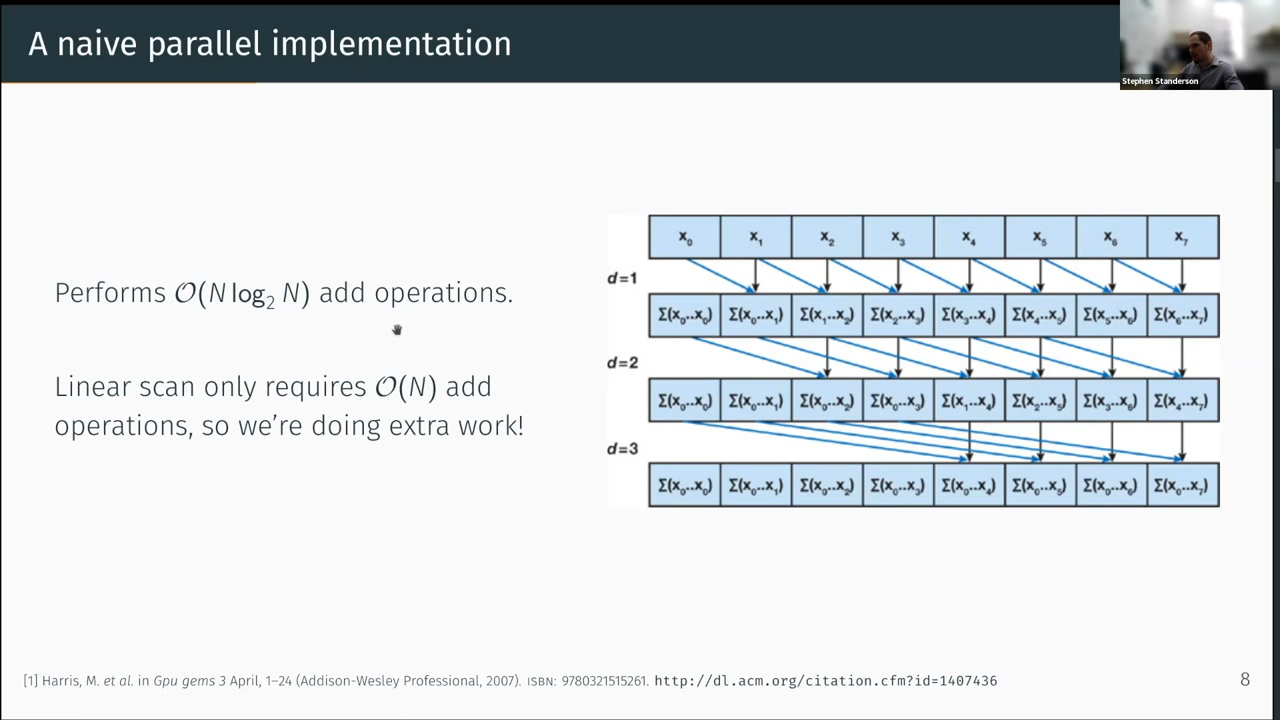 A naive parallel implementation
Stephen Standerson
Performs O(N log₂ N) add operations.
Linear scan only requires O(N) add
operations, so we're doing extra work!
x₀ x₁ x₂ x₃ x₄ x₅ x₆ x₇
d=1
Σ(x₀..x₀) Σ(x₀..x₁) Σ(x₁..x₂) Σ(x₂..x₃) Σ(x₃..x₄) Σ(x₄..x₅) Σ(x₅..x₆) Σ(x₆..x₇)
d=2
Σ(x₀..x₀) Σ(x₀..x₁) Σ(x₀..x₂) Σ(x₀..x₃) Σ(x₁..x₄) Σ(x₂..x₅) Σ(x₃..x₆) Σ(x₄..x₇)
d=3
Σ(x₀..x₀) Σ(x₀..x₁) Σ(x₀..x₂) Σ(x₀..x₃) Σ(x₀..x₄) Σ(x₀..x₅) Σ(x₀..x₆) Σ(x₀..x₇)
[1] Harris, M. et al. in Gpu gems 3 April, 1–24 (Addison-Wesley Professional, 2007). ISBN: 9780321515261. http://dl.acm.org/citation.cfm?id=1407436
8